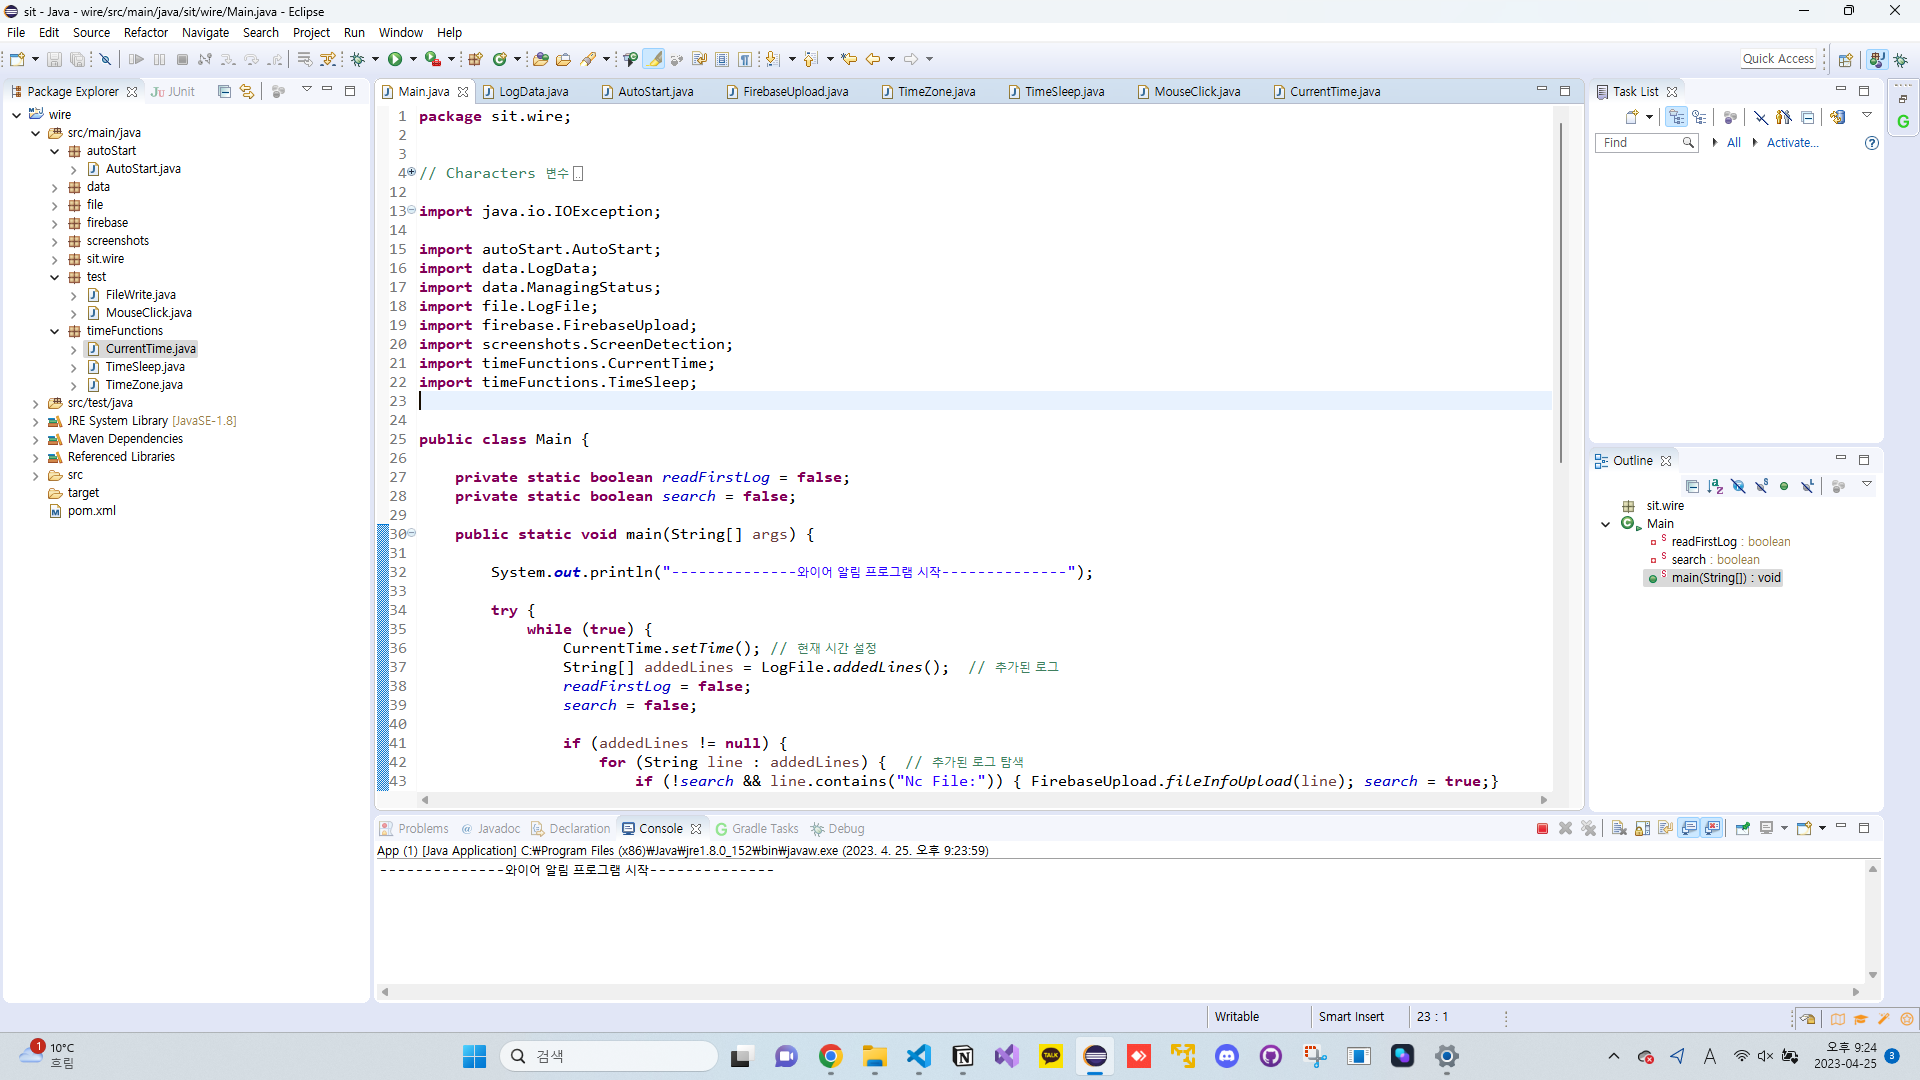 sit - Java - wire/src/main/java/sit/wire/Main.java - Eclipse
File Edit Source Refactor Navigate Search Project Run Window Help
Quick Access
Package Explorer JUnit
wire
src/main/java
autoStart
AutoStart.java
data
file
firebase
screenshots
sit.wire
test
FileWrite.java
MouseClick.java
timeFunctions
CurrentTime.java
TimeSleep.java
TimeZone.java
src/test/java
JRE System Library [JavaSE-1.8]
Maven Dependencies
Referenced Libraries
src
target
pom.xml
Main.java LogData.java AutoStart.java FirebaseUpload.java TimeZone.java TimeSleep.java MouseClick.java CurrentTime.java
1 package sit.wire;
2
3
4 // Characters 변수
12
13 import java.io.IOException;
14
15 import autoStart.AutoStart;
16 import data.LogData;
17 import data.ManagingStatus;
18 import file.LogFile;
19 import firebase.FirebaseUpload;
20 import screenshots.ScreenDetection;
21 import timeFunctions.CurrentTime;
22 import timeFunctions.TimeSleep;
23
24
25 public class Main {
26
27 private static boolean readFirstLog = false;
28 private static boolean search = false;
29
30 public static void main(String[] args) {
31
32 System.out.println("--------------와이어 알림 프로그램 시작--------------");
33
34 try {
35 while (true) {
36 CurrentTime.setTime(); // 현재 시간 설정
37 String[] addedLines = LogFile.addedLines(); // 추가된 로그
38 readFirstLog = false;
39 search = false;
40
41 if (addedLines != null) {
42 for (String line : addedLines) { // 추가된 로그 탐색
43 if (!search && line.contains("Nc File:")) { FirebaseUpload.fileInfoUpload(line); search = true;}
Task List
Find All Activate...
Outline
sit.wire
Main
readFirstLog : boolean
search : boolean
main(String[]) : void
Problems Javadoc Declaration Console Gradle Tasks Debug
App (1) [Java Application] C:₩Program Files (x86)₩Java₩jre1.8.0_152₩bin₩javaw.exe (2023. 4. 25. 오후 9:23:59)
--------------와이어 알림 프로그램 시작--------------
Writable Smart Insert 23 : 1
1
10°C
흐림
검색
TALK
A
오후 9:24
2023-04-25
3